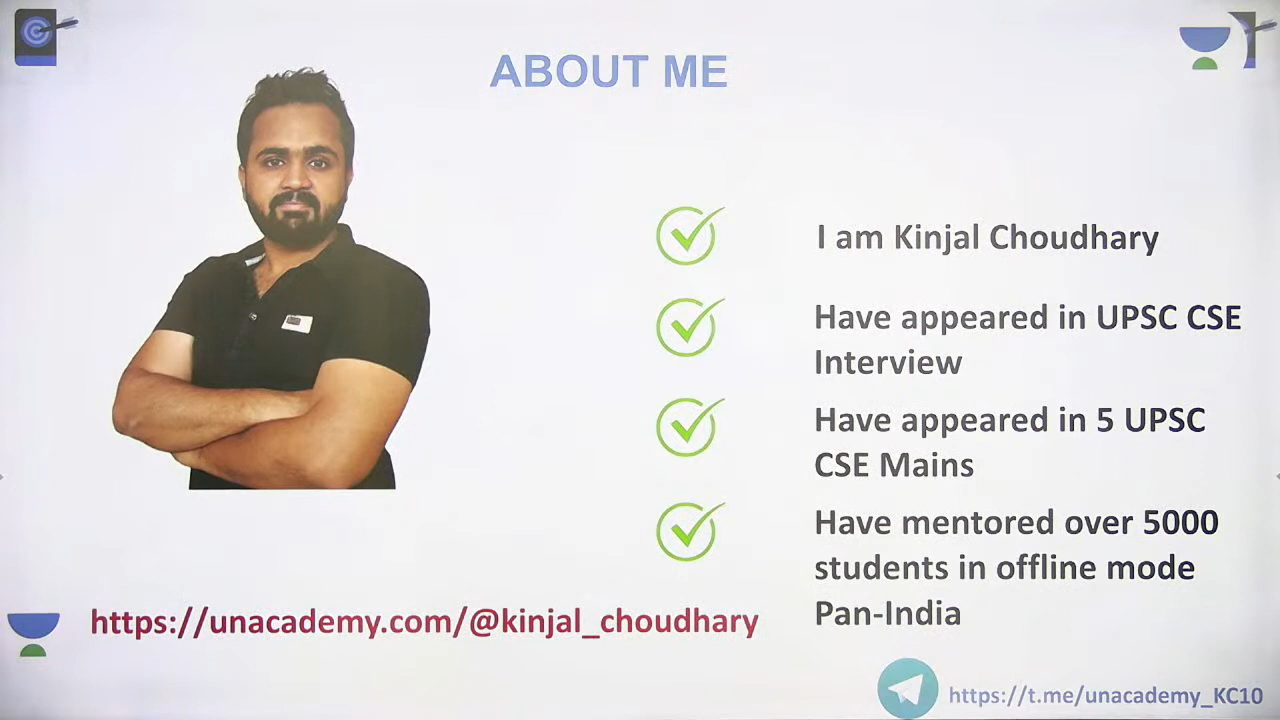 ABOUT ME
I am Kinjal Choudhary
Have appeared in UPSC CSE
Interview
Have appeared in 5 UPSC
CSE Mains
Have mentored over 5000
students in offline mode
Pan-India
https://unacademy.com/@kinjal_choudhary
https://t.me/unacademy_KC10